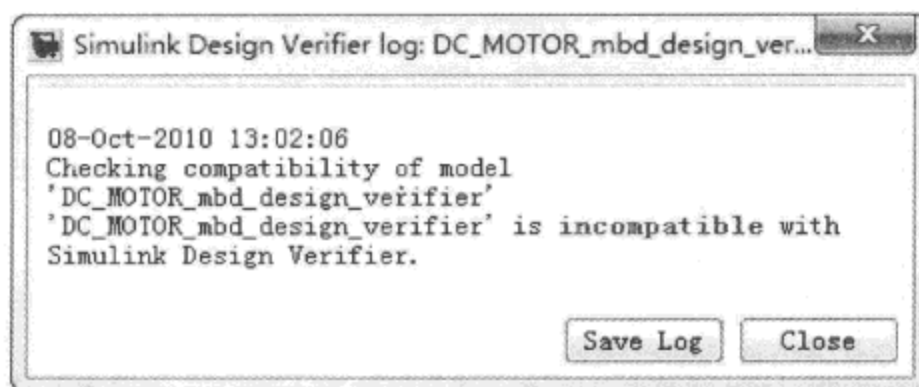 Simulink Design Verifier log: DC_MOTOR_mbd_design_ver...
08-Oct-2010 13:02:06
Checking compatibility of model
'DC_MOTOR_mbd_design_verifier'
'DC_MOTOR_mbd_design_verifier' is incompatible with
Simulink Design Verifier.
Save Log Close